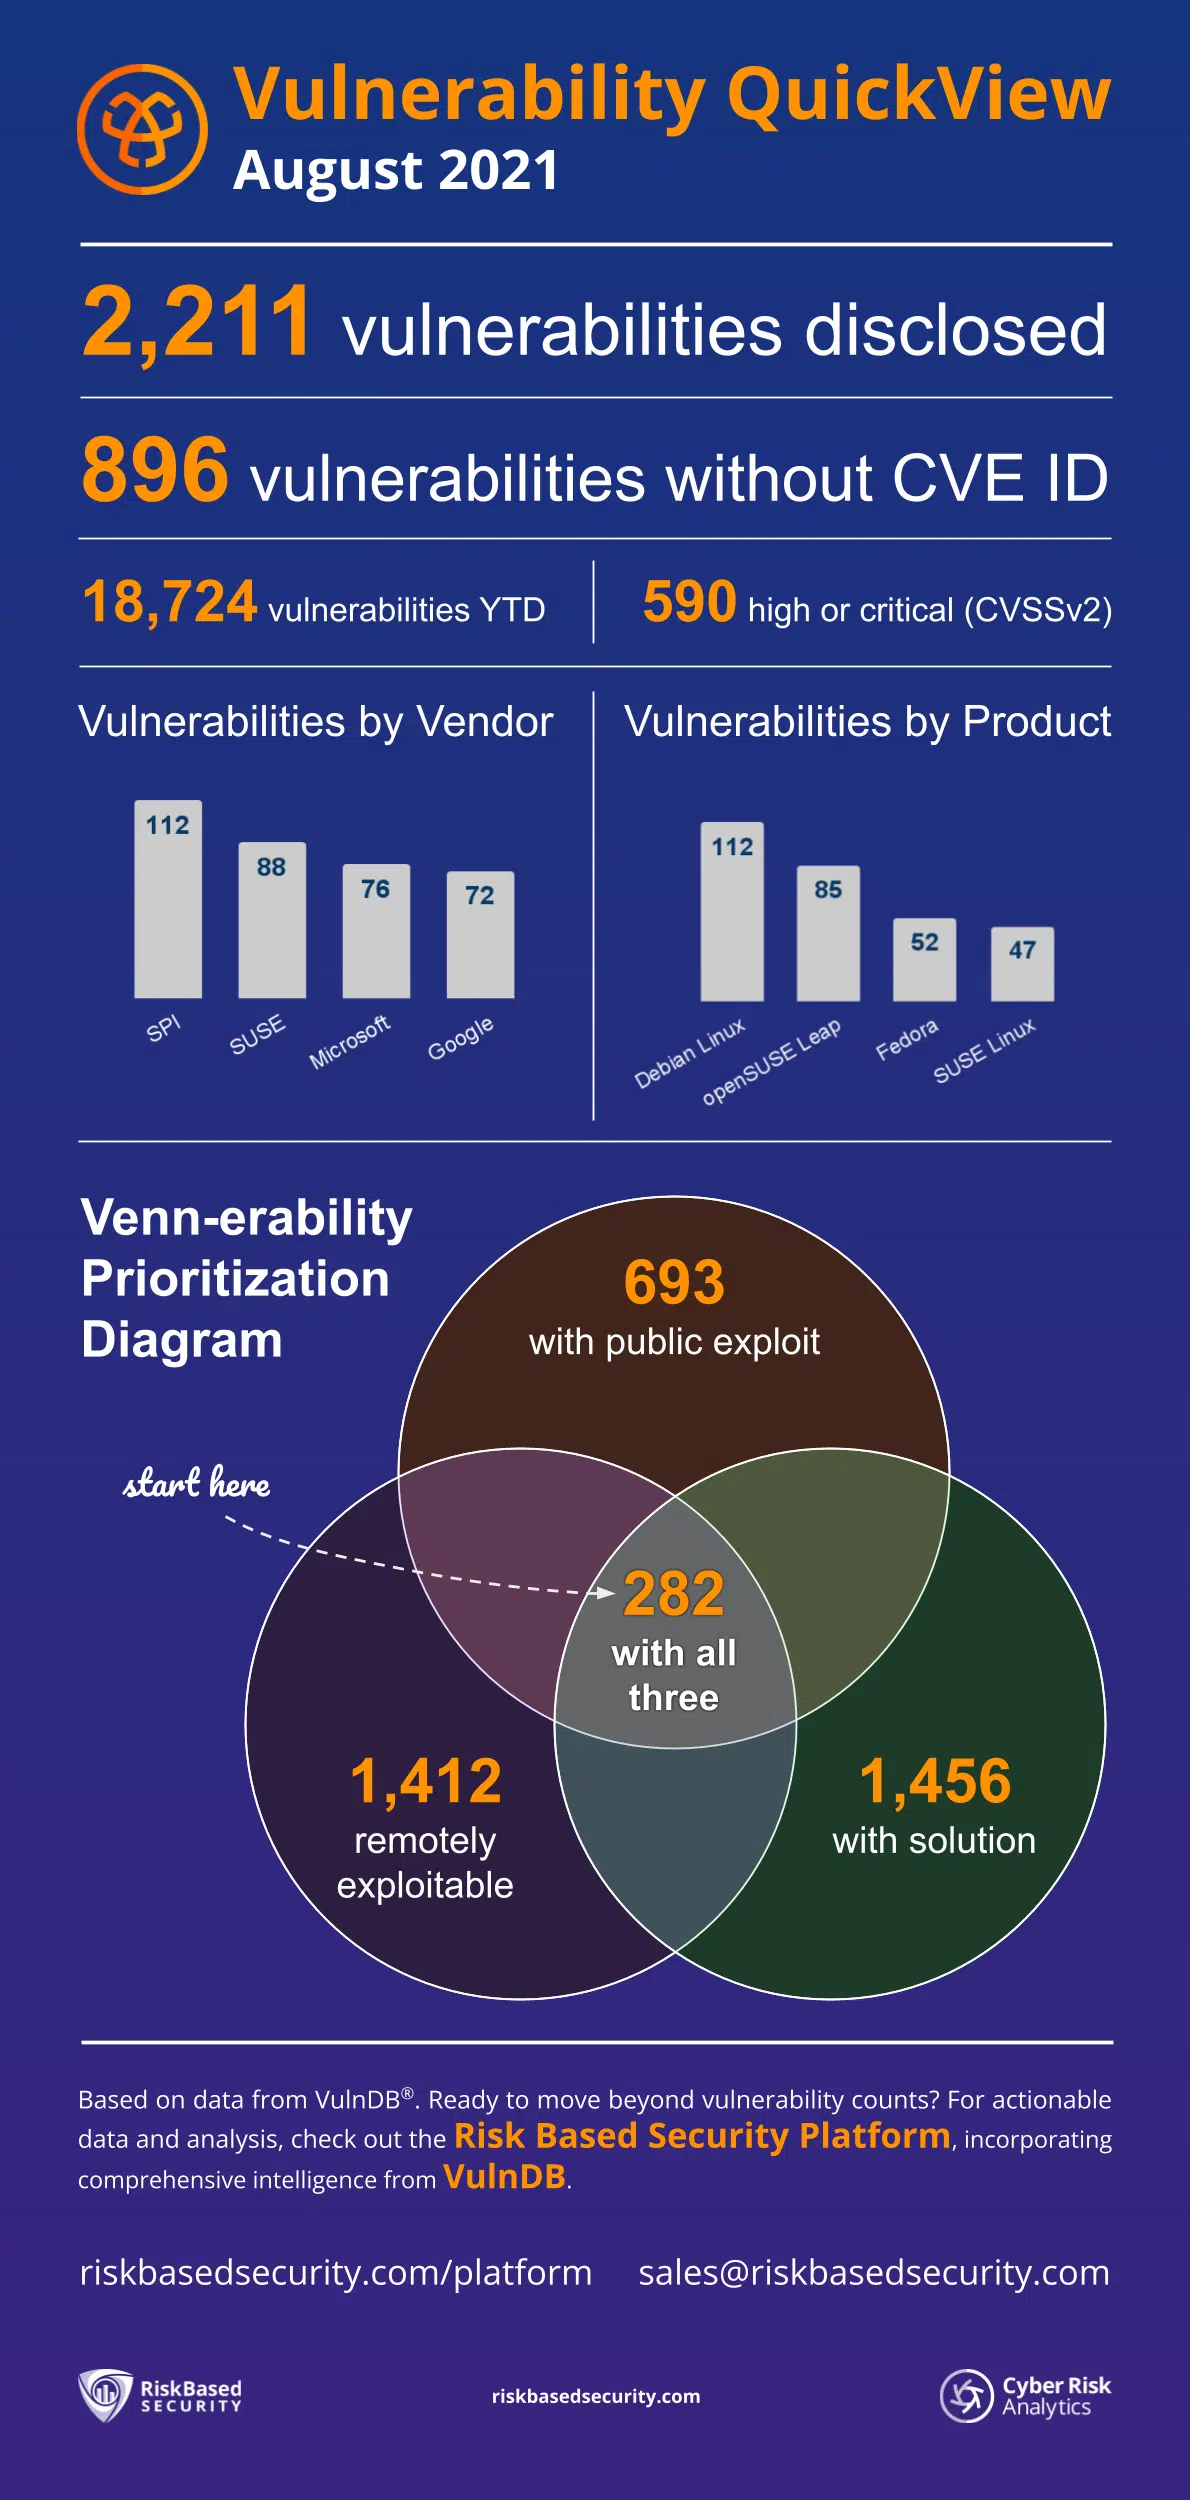 Vulnerability QuickView
August 2021
2,211 vulnerabilities disclosed
896 vulnerabilities without CVE ID
18,724 vulnerabilities YTD
590 high or critical (CVSSv2)
Vulnerabilities by Vendor
112
88
76
72
SPI
SUSE
Microsoft
Google
Vulnerabilities by Product
112
85
52
47
Debian Linux
openSUSE Leap
Fedora
SUSE Linux
Venn-erability
Prioritization
Diagram
693
with public exploit
start here
282
with all
three
1,412
remotely
exploitable
1,456
with solution
Based on data from VulnDB®. Ready to move beyond vulnerability counts? For actionable
data and analysis, check out the Risk Based Security Platform, incorporating
comprehensive intelligence from VulnDB.
riskbasedsecurity.com/platform
sales@riskbasedsecurity.com
RiskBased
SECURITY
riskbasedsecurity.com
Cyber Risk
Analytics